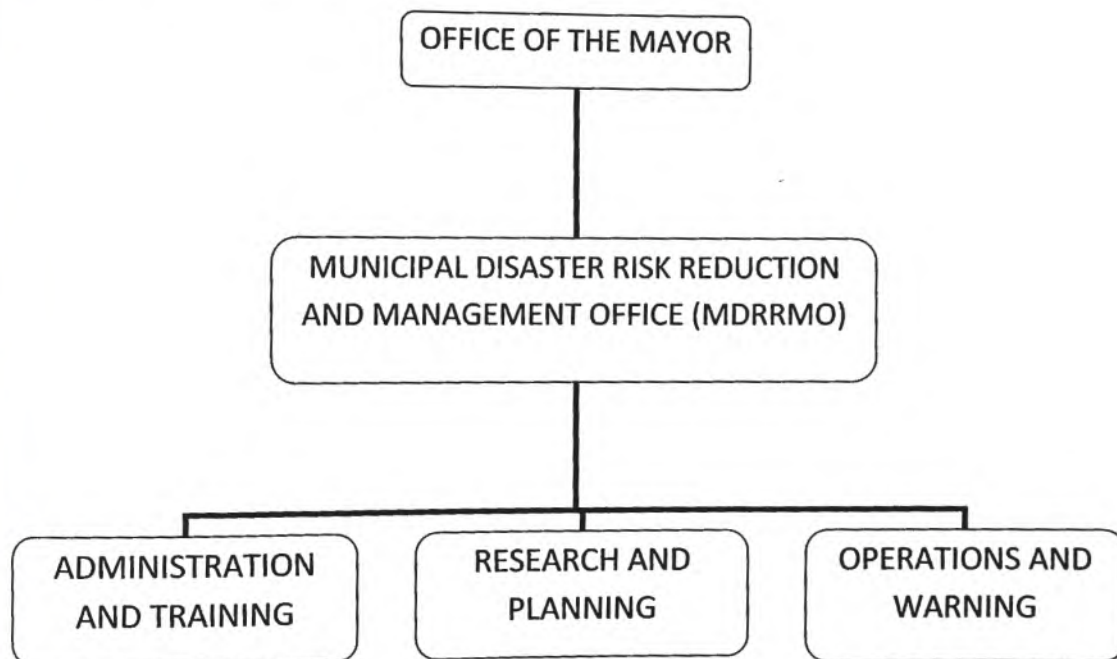 OFFICE OF THE MAYOR
MUNICIPAL DISASTER RISK REDUCTION
AND MANAGEMENT OFFICE (MDRRMO)
ADMINISTRATION
AND TRAINING
RESEARCH AND
PLANNING
OPERATIONS AND
WARNING